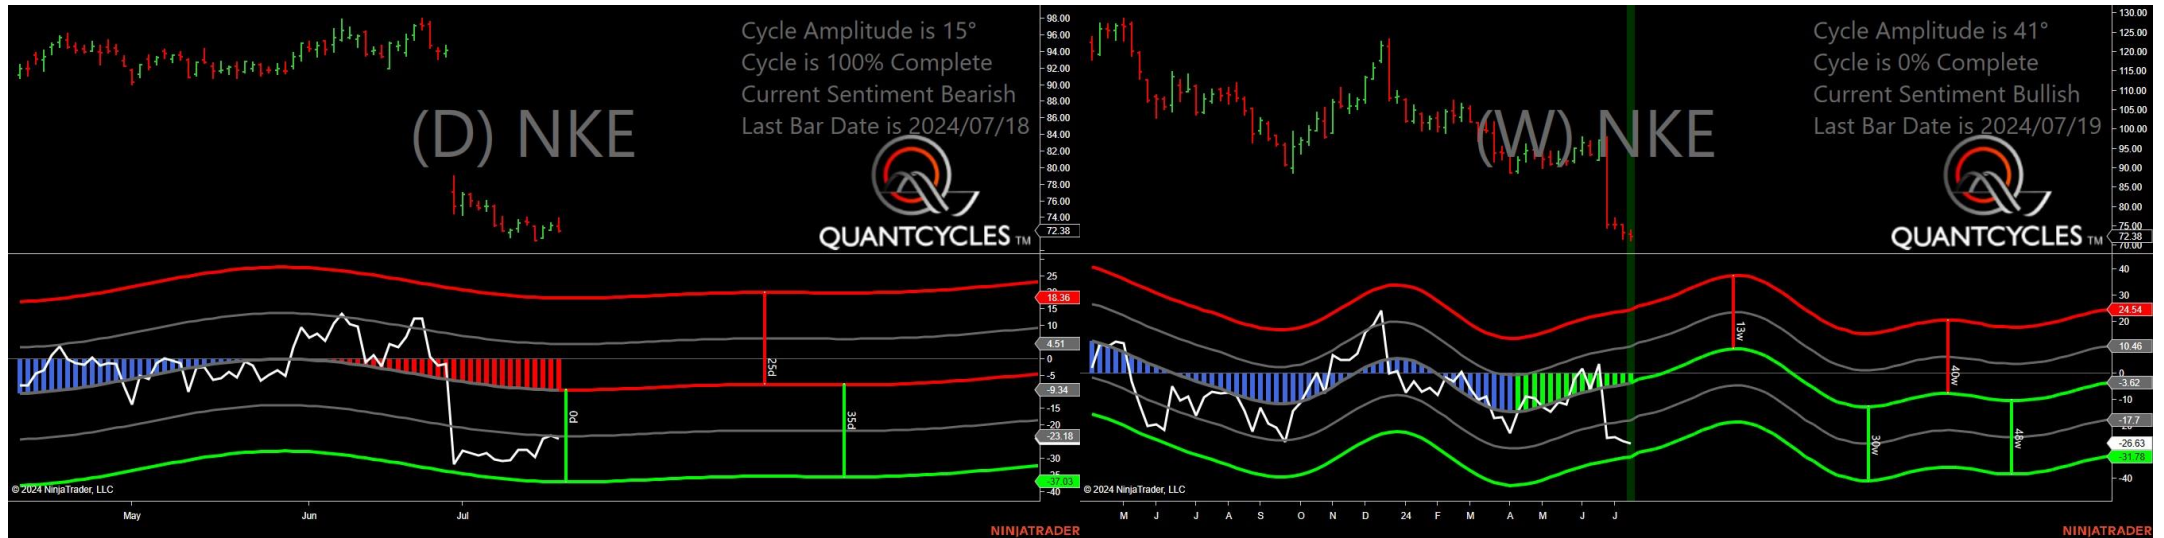 Cycle Amplitude is 15°
Cycle is 100% Complete
Current Sentiment Bearish
Last Bar Date is 2024/07/18
(D) NKE
QUANTCYCLES TM
98.00
96.00
94.00
92.00
90.00
88.00
86.00
84.00
82.00
80.00
78.00
76.00
74.00
72.38
25
18.36
15
10
4.51
0
-5
-9.34
-15
-23.18
-30
-37.03
-40
25d
0d
35d
© 2024 NinjaTrader, LLC
May Jun Jul
NINJATRADER
Cycle Amplitude is 41°
Cycle is 0% Complete
Current Sentiment Bullish
Last Bar Date is 2024/07/19
(W) NKE
QUANTCYCLES TM
130.00
125.00
120.00
115.00
110.00
105.00
100.00
95.00
90.00
85.00
80.00
75.00
72.38
70.00
40
30
24.54
20
10.46
0
-3.62
-10
-17.7
-26.63
-31.78
-40
13w
40w
30w
48w
© 2024 NinjaTrader, LLC
M J J A S O N D 24 F M A M J J
NINJATRADER